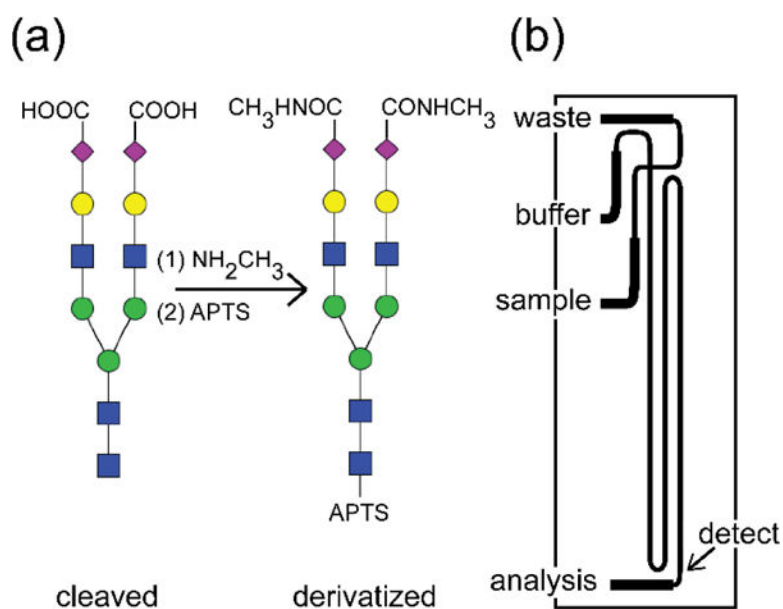 (a)
HOOC COOH
CH₃HNOC CONHCH₃
(1) NH₂CH₃
(2) APTS
APTS
cleaved derivatized
(b)
waste
buffer
sample
detect
analysis